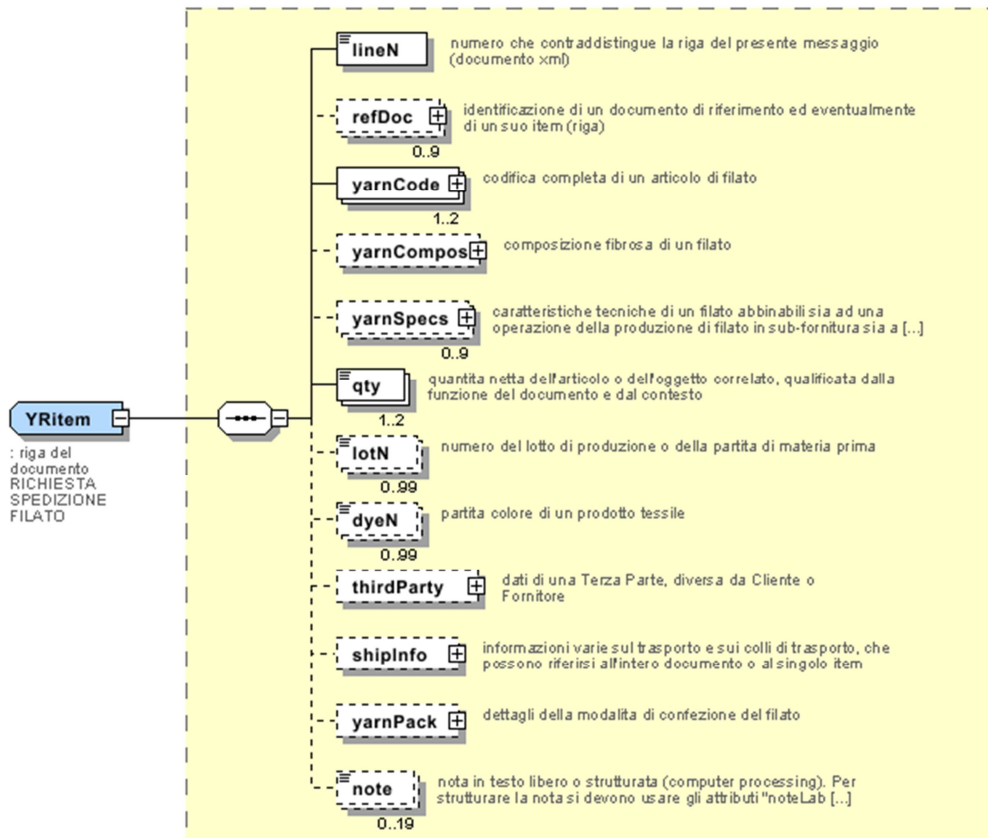 lineN
numero che contraddistingue la riga del presente messaggio
(documento xml)
refDoc
identificazione di un documento di riferimento ed eventualmente
di un suo item (riga)
0..9
yarnCode
codifica completa di un articolo di filato
1..2
yarnCompos
composizione fibrosa di un filato
yarnSpecs
caratteristiche tecniche di un filato abbinabili sia ad una
operazione della produzione di filato in sub-fornitura sia a [...]
0..9
qty
quantita netta dell'articolo o dell'oggetto correlato, qualificata dalla
funzione del documento e dal contesto
1..2
YRitem
: riga del
documento
RICHIESTA
SPEDIZIONE
FILATO
lotN
numero del lotto di produzione o della partita di materia prima
0..99
dyeN
partita colore di un prodotto tessile
0..99
thirdParty
dati di una Terza Parte, diversa da Cliente o
Fornitore
shipInfo
informazioni varie sul trasporto e sui colli di trasporto, che
possono riferirsi all'intero documento o al singolo item
yarnPack
dettagli della modalita di confezione del filato
note
nota in testo libero o strutturata (computer processing). Per
strutturare la nota si devono usare gli attributi "noteLab [...]
0..19